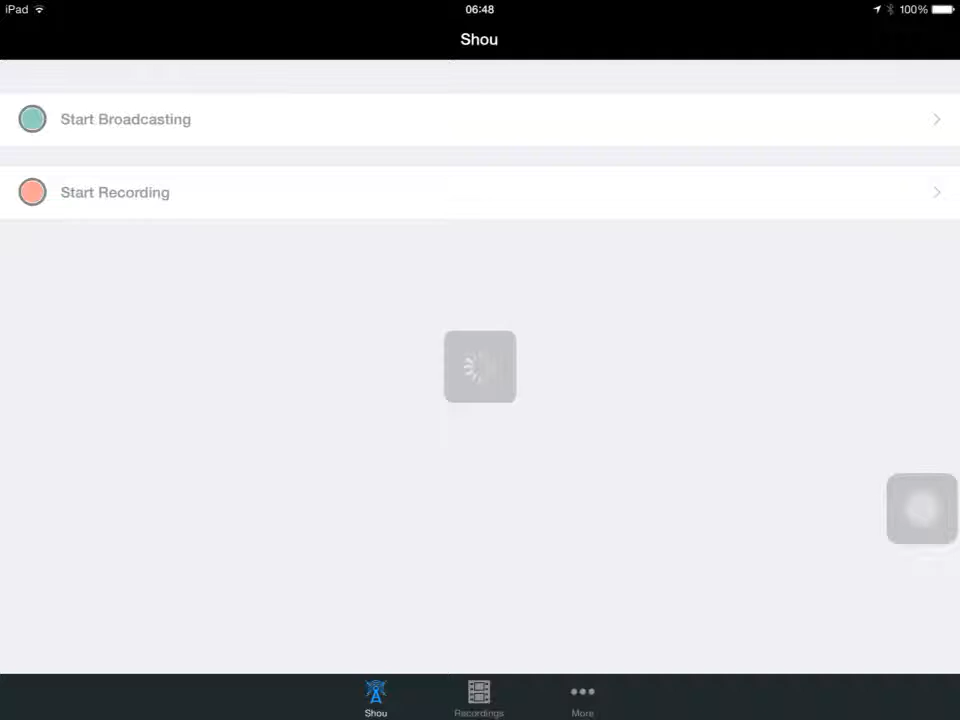 iPad 06:48 100%
Shou
Start Broadcasting
Start Recording
Shou Recordings More